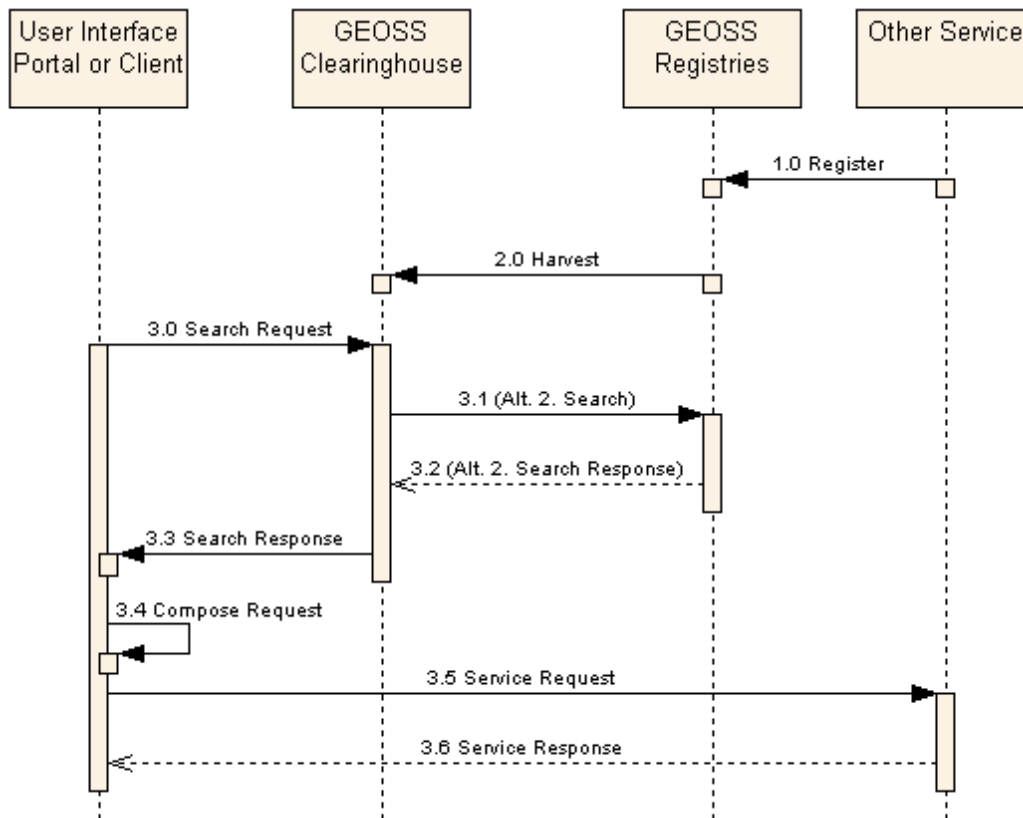 User Interface
Portal or Client
GEOSS
Clearinghouse
GEOSS
Registries
Other Service
1.0 Register
2.0 Harvest
3.0 Search Request
3.1 (Alt. 2. Search)
3.2 (Alt. 2. Search Response)
3.3 Search Response
3.4 Compose Request
3.5 Service Request
3.6 Service Response